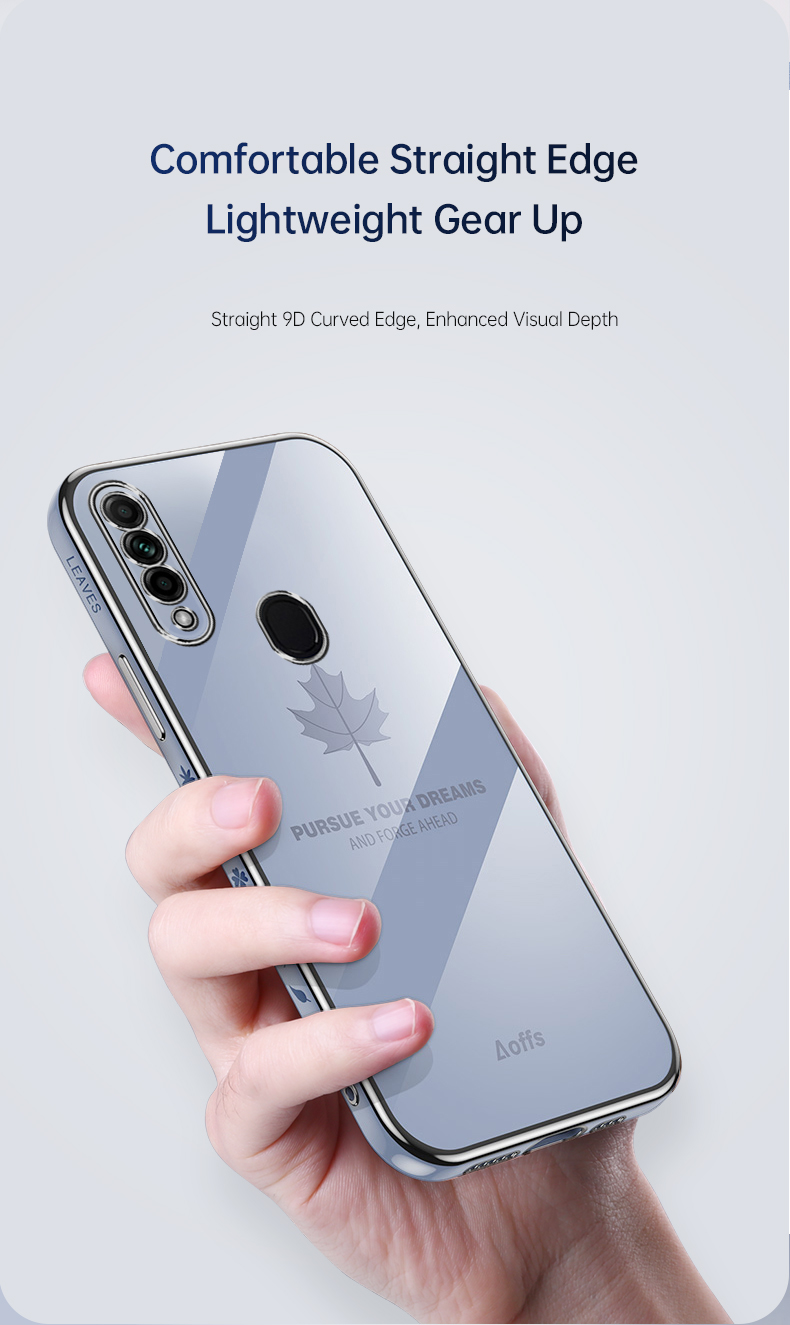 Comfortable Straight Edge
Lightweight Gear Up
Straight 9D Curved Edge, Enhanced Visual Depth
LEAVES
PURSUE YOUR DREAMS
AND FORGE AHEAD
Aoffs